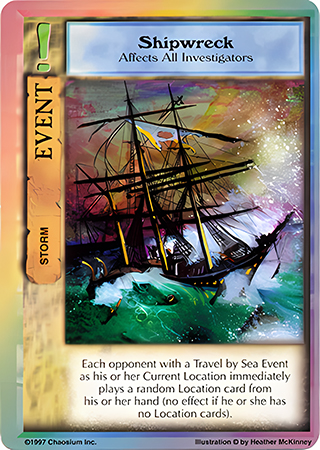 Shipwreck
Affects All Investigators
!
EVENT
STORM
Each opponent with a Travel by Sea Event
as his or her Current Location immediately
plays a random Location card from
his or her hand (no effect if he or she has
no Location cards).
©1997 Chaosium Inc.
Illustration © by Heather McKinney